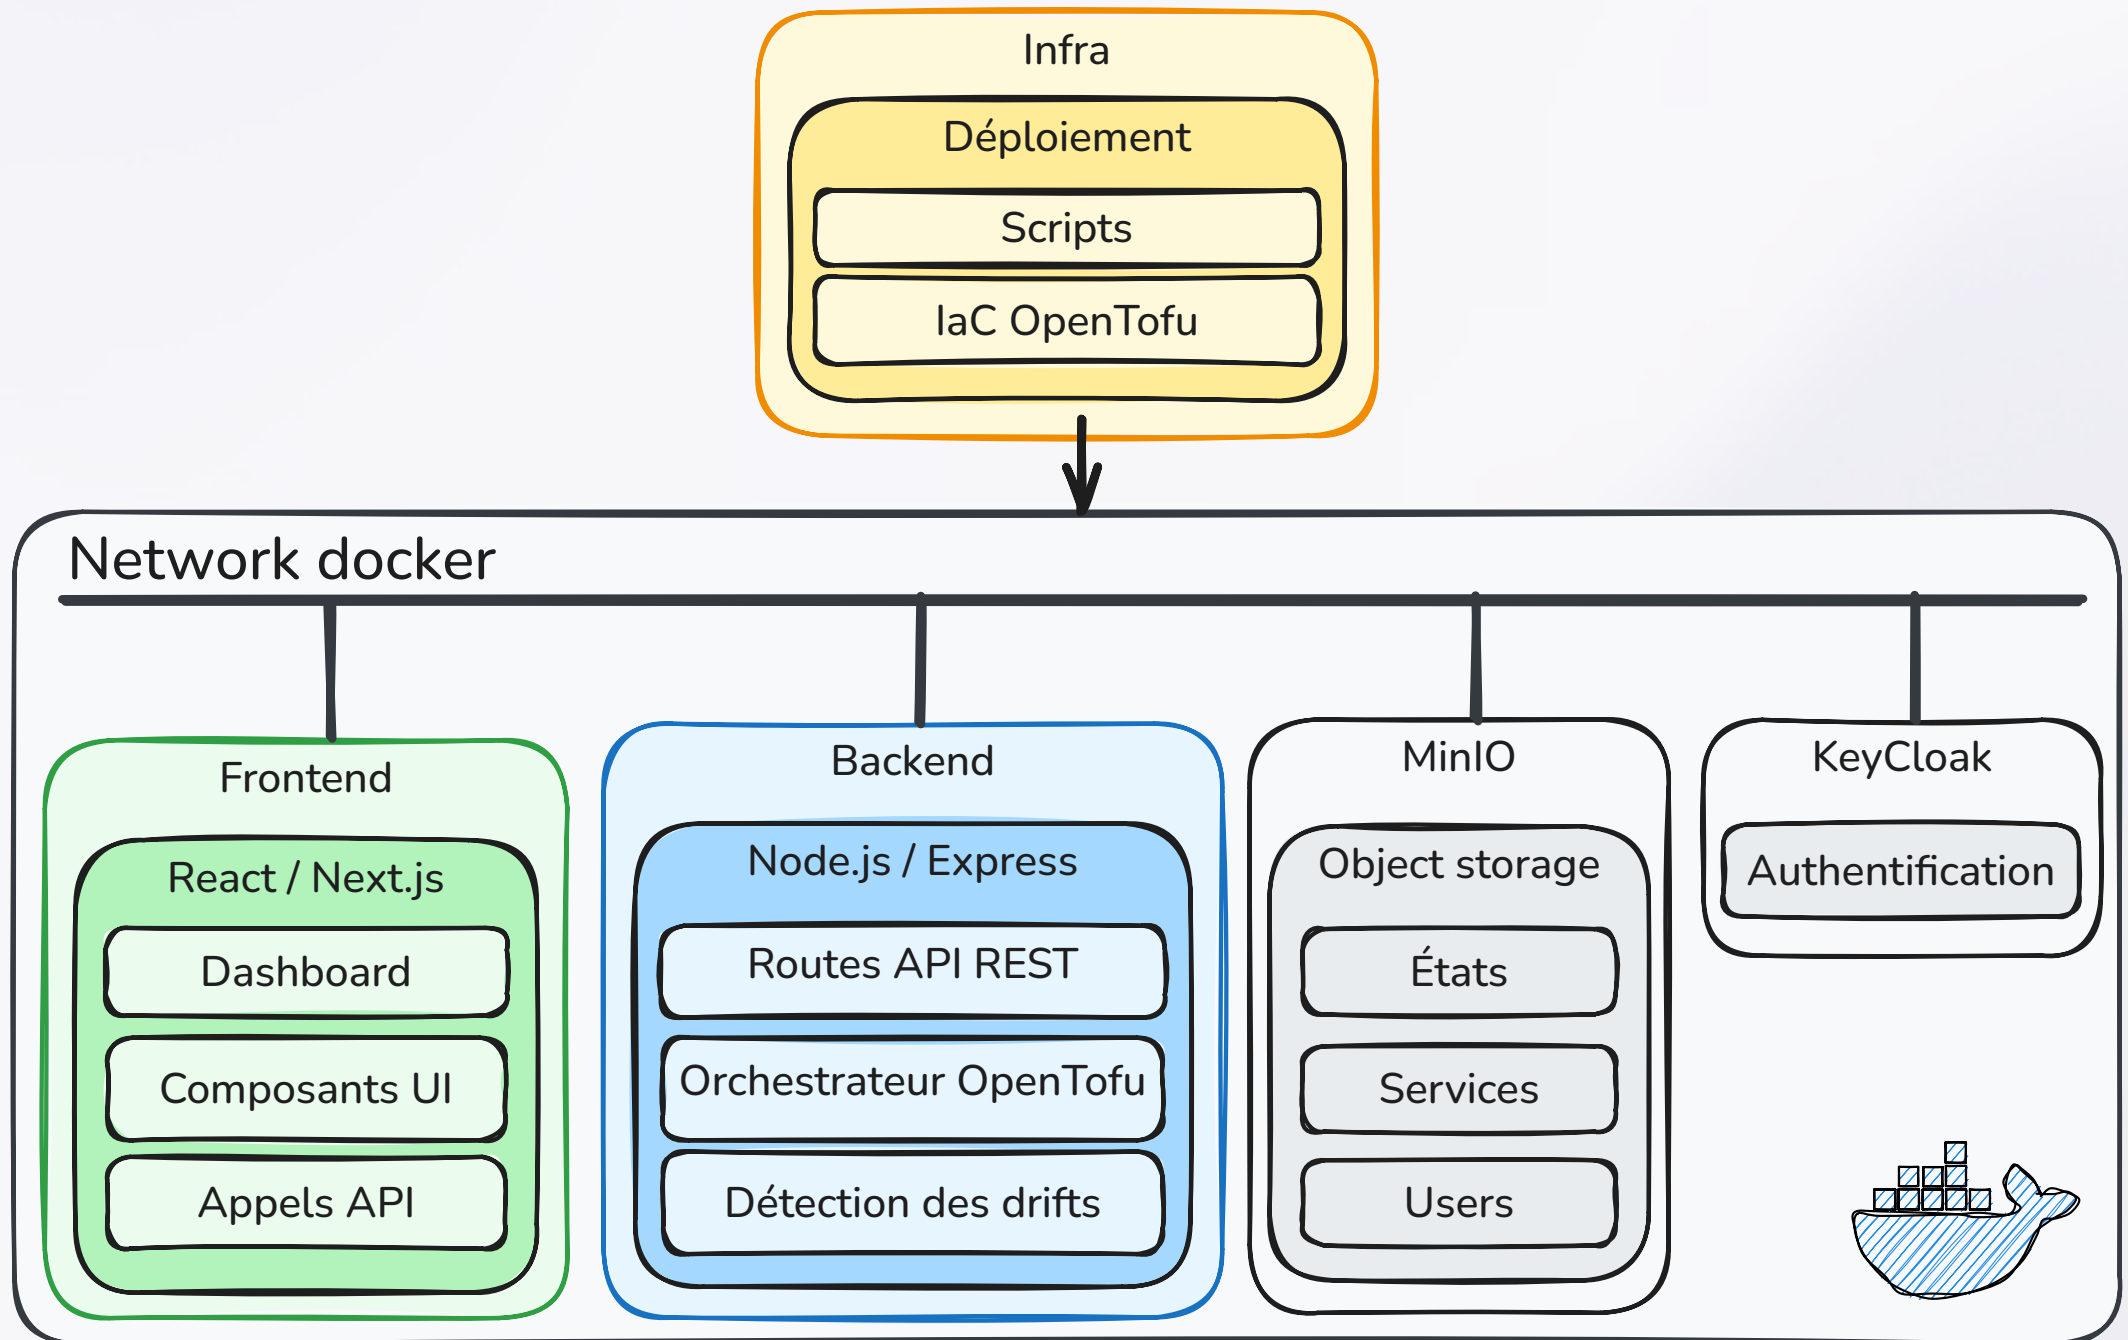 Infra
Déploiement
Scripts
IaC OpenTofu
Network docker
Frontend
React / Next.js
Dashboard
Composants UI
Appels API
Backend
Node.js / Express
Routes API REST
Orchestrateur OpenTofu
Détection des drifts
MinIO
Object storage
États
Services
Users
KeyCloak
Authentification